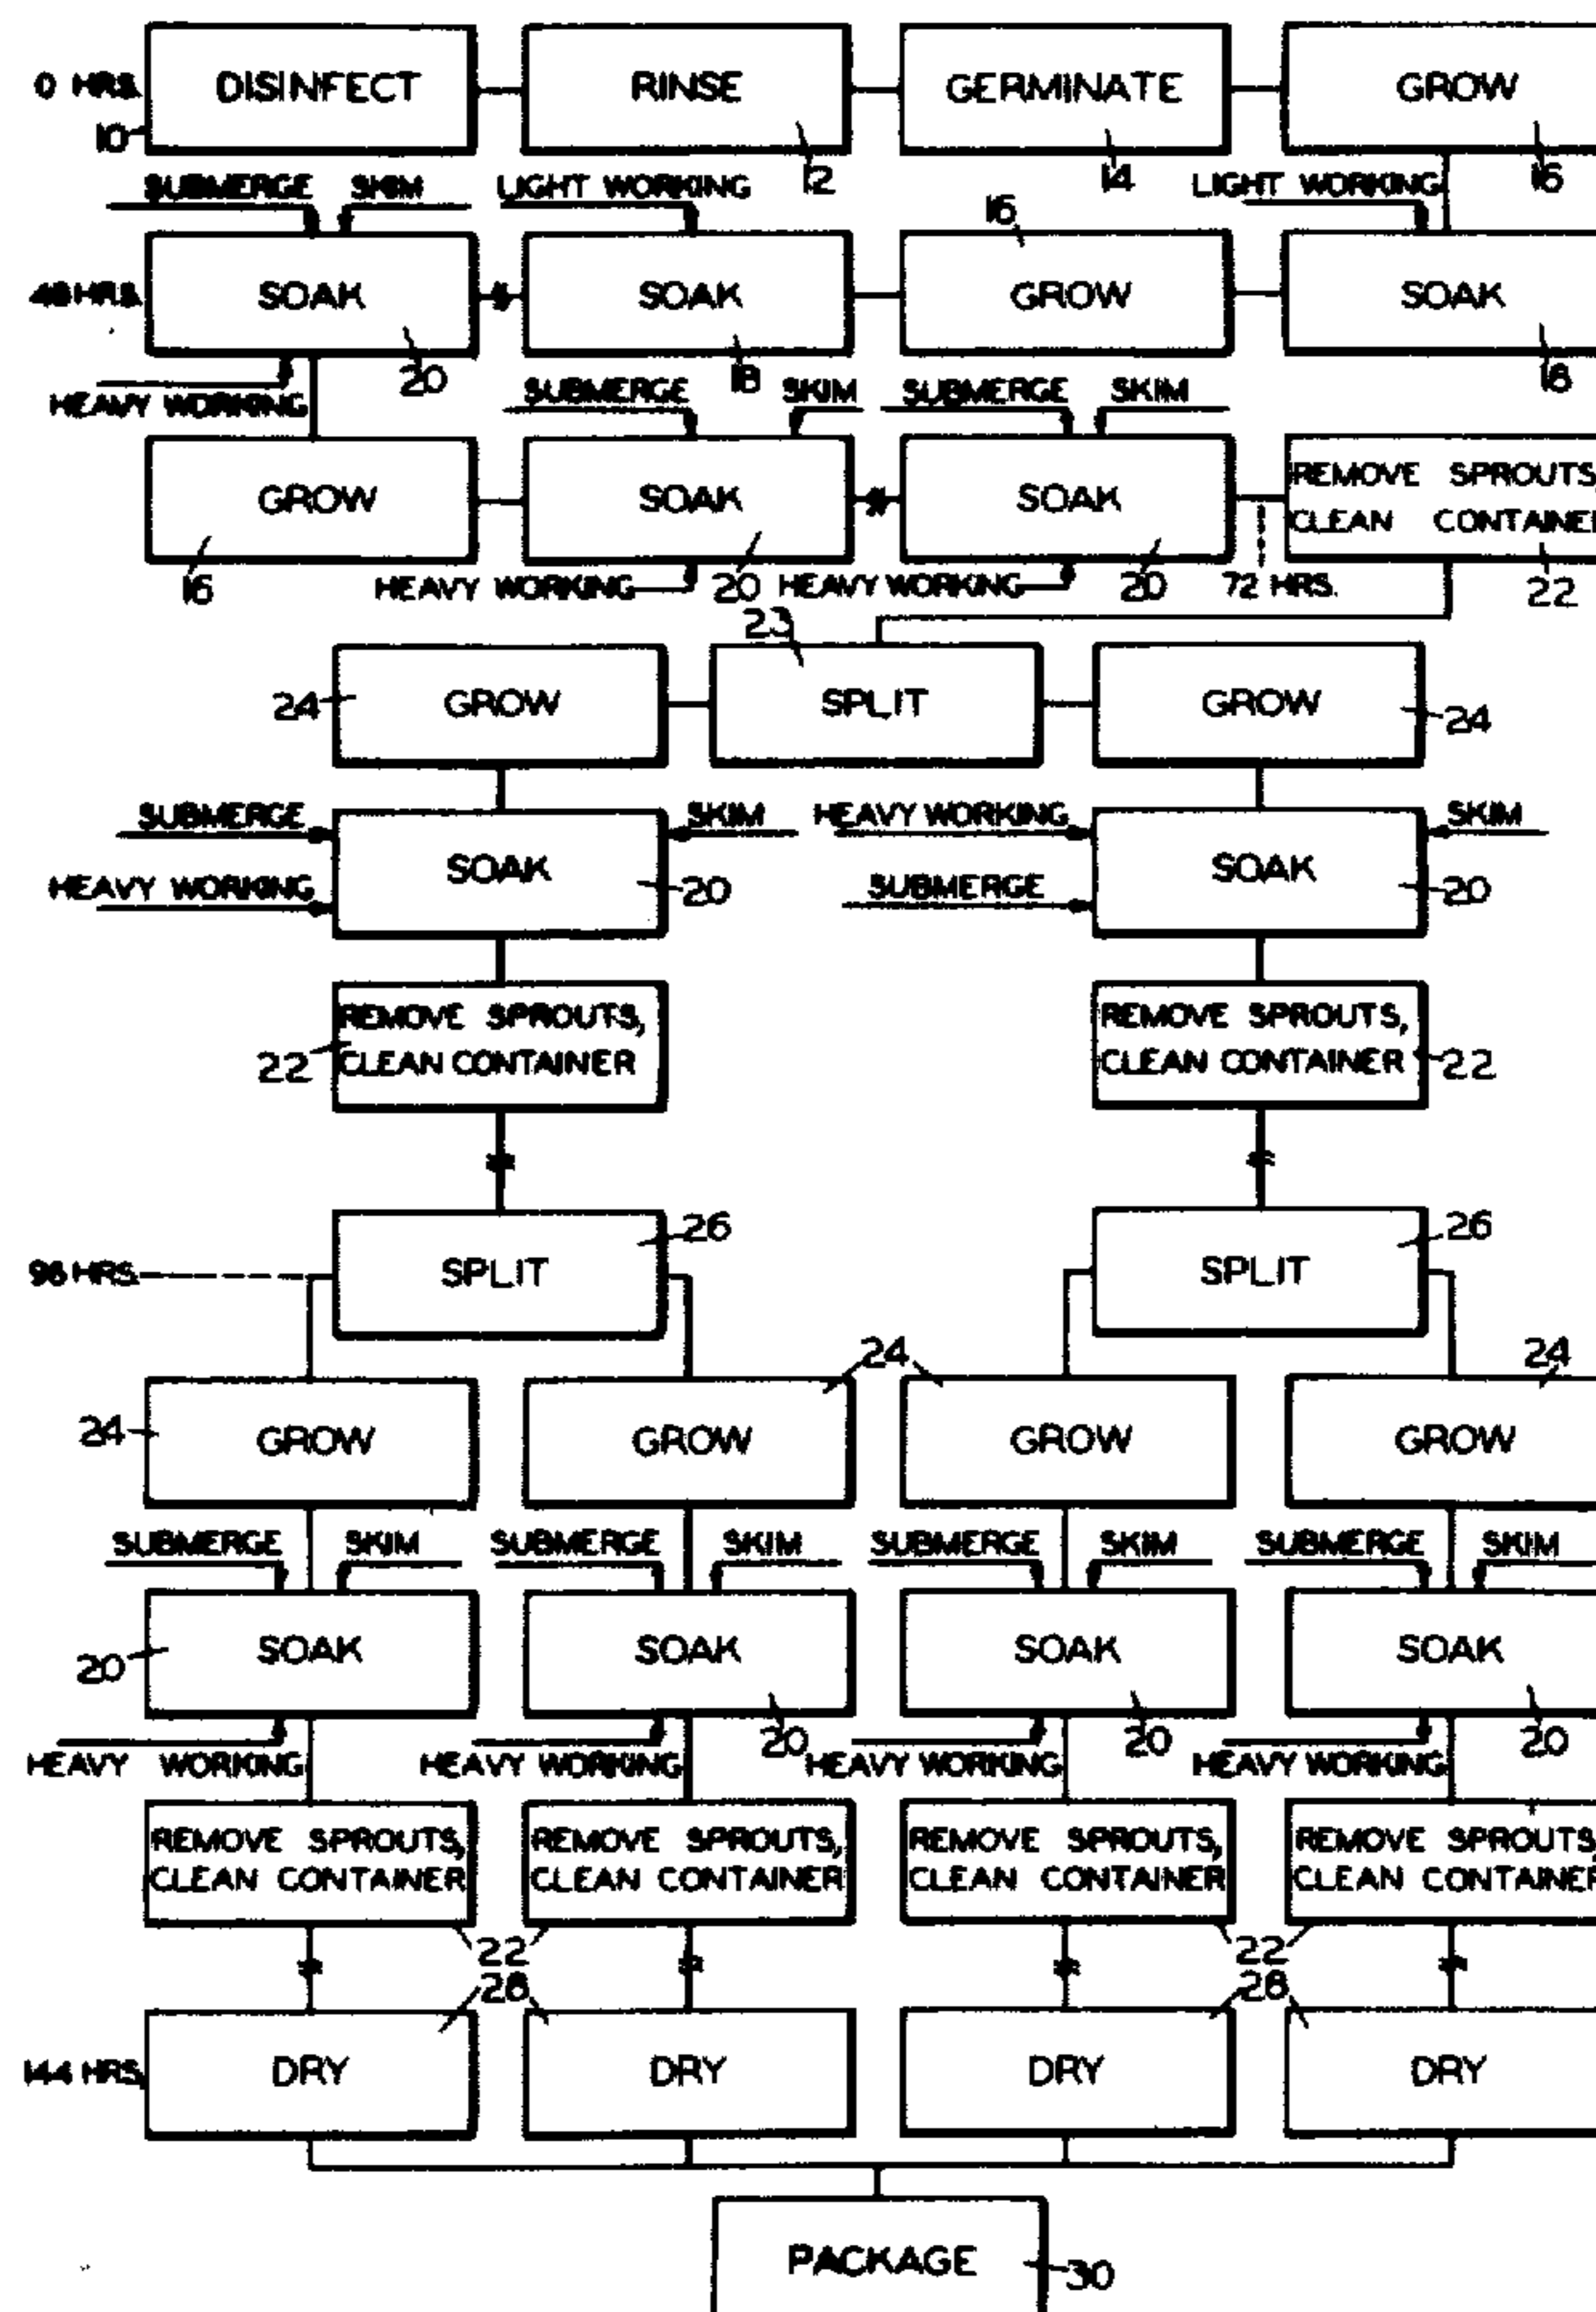 0 HRS.
DISINFECT
RINSE
GERMINATE
GROW
10
12
14
16
SUBMERGE SKIM
LIGHT WORKING
16
LIGHT WORKING
48 HRS.
SOAK
SOAK
GROW
SOAK
20
18
18
HEAVY WORKING
SUBMERGE SKIM
SUBMERGE SKIM
GROW
SOAK
SOAK
REMOVE SPROUTS,
CLEAN CONTAINER
16
HEAVY WORKING
20
HEAVY WORKING
20
72 HRS.
22
23
24
GROW
SPLIT
GROW
24
SUBMERGE
SKIM
HEAVY WORKING
SKIM
SOAK
SOAK
HEAVY WORKING
20
SUBMERGE
20
REMOVE SPROUTS,
CLEAN CONTAINER
22
REMOVE SPROUTS,
CLEAN CONTAINER
22
26
26
96 HRS.
SPLIT
SPLIT
24
24
24
GROW
GROW
GROW
GROW
SUBMERGE SKIM
SUBMERGE SKIM
SUBMERGE SKIM
SUBMERGE SKIM
20
SOAK
SOAK
SOAK
SOAK
20
20
20
HEAVY WORKING
HEAVY WORKING
HEAVY WORKING
HEAVY WORKING
REMOVE SPROUTS,
CLEAN CONTAINER
REMOVE SPROUTS,
CLEAN CONTAINER
REMOVE SPROUTS,
CLEAN CONTAINER
REMOVE SPROUTS,
CLEAN CONTAINER
22
22
28
28
144 HRS.
DRY
DRY
DRY
DRY
PACKAGE
30